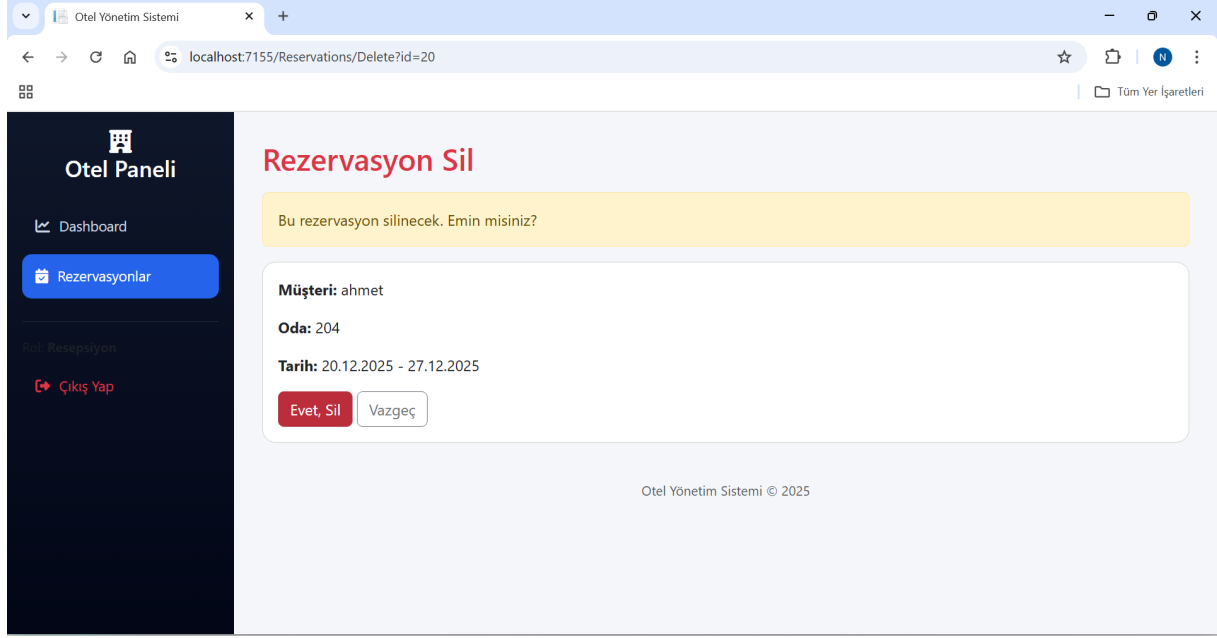 Otel Yönetim Sistemi
localhost:7155/Reservations/Delete?id=20
N
Tüm Yer İşaretleri
Otel Paneli
Dashboard
Rezervasyonlar
Rol: Resepsiyon
Çıkış Yap
Rezervasyon Sil
Bu rezervasyon silinecek. Emin misiniz?
Müşteri: ahmet
Oda: 204
Tarih: 20.12.2025 - 27.12.2025
Evet, Sil Vazgeç
Otel Yönetim Sistemi © 2025